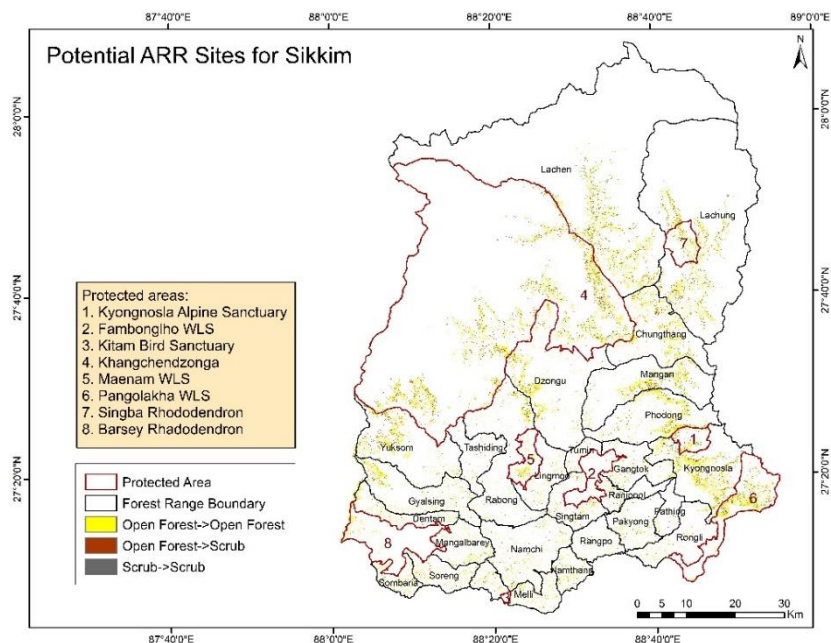 87°40'0"E 88°0'0"E 88°20'0"E 88°40'0"E 89°0'0"E
Potential ARR Sites for Sikkim
N
28°0'0"N
28°0'0"N
Lachen
Lachung
7
27°40'0"N
27°40'0"N
4
Protected areas:
1. Kyongnosla Alpine Sanctuary
2. Fambonglho WLS
3. Kitam Bird Sanctuary
4. Khangchendzonga
5. Maenam WLS
6. Pangolakha WLS
7. Singba Rhododendron
8. Barsey Rhadodendron
Chungthang
Mangan
Dzongu
Phodong
Yuksom
Tashiding
Tumin
1
27°20'0"N
27°20'0"N
5
Lingmoo
2
Gangtok
Kyongnosla
6
Gyalsing
Rabong
Ranipool
Dentam
Singtam
Pakyong
Pathing
8
Mangalbarey
Namchi
Rangpo
Rongli
Sombaria
Soreng
Namthang
Melli
3
Protected Area
Forest Range Boundary
Open Forest->Open Forest
Open Forest->Scrub
Scrub->Scrub
0 5 10 20 30
Km
87°40'0"E 88°0'0"E 88°20'0"E 88°40'0"E